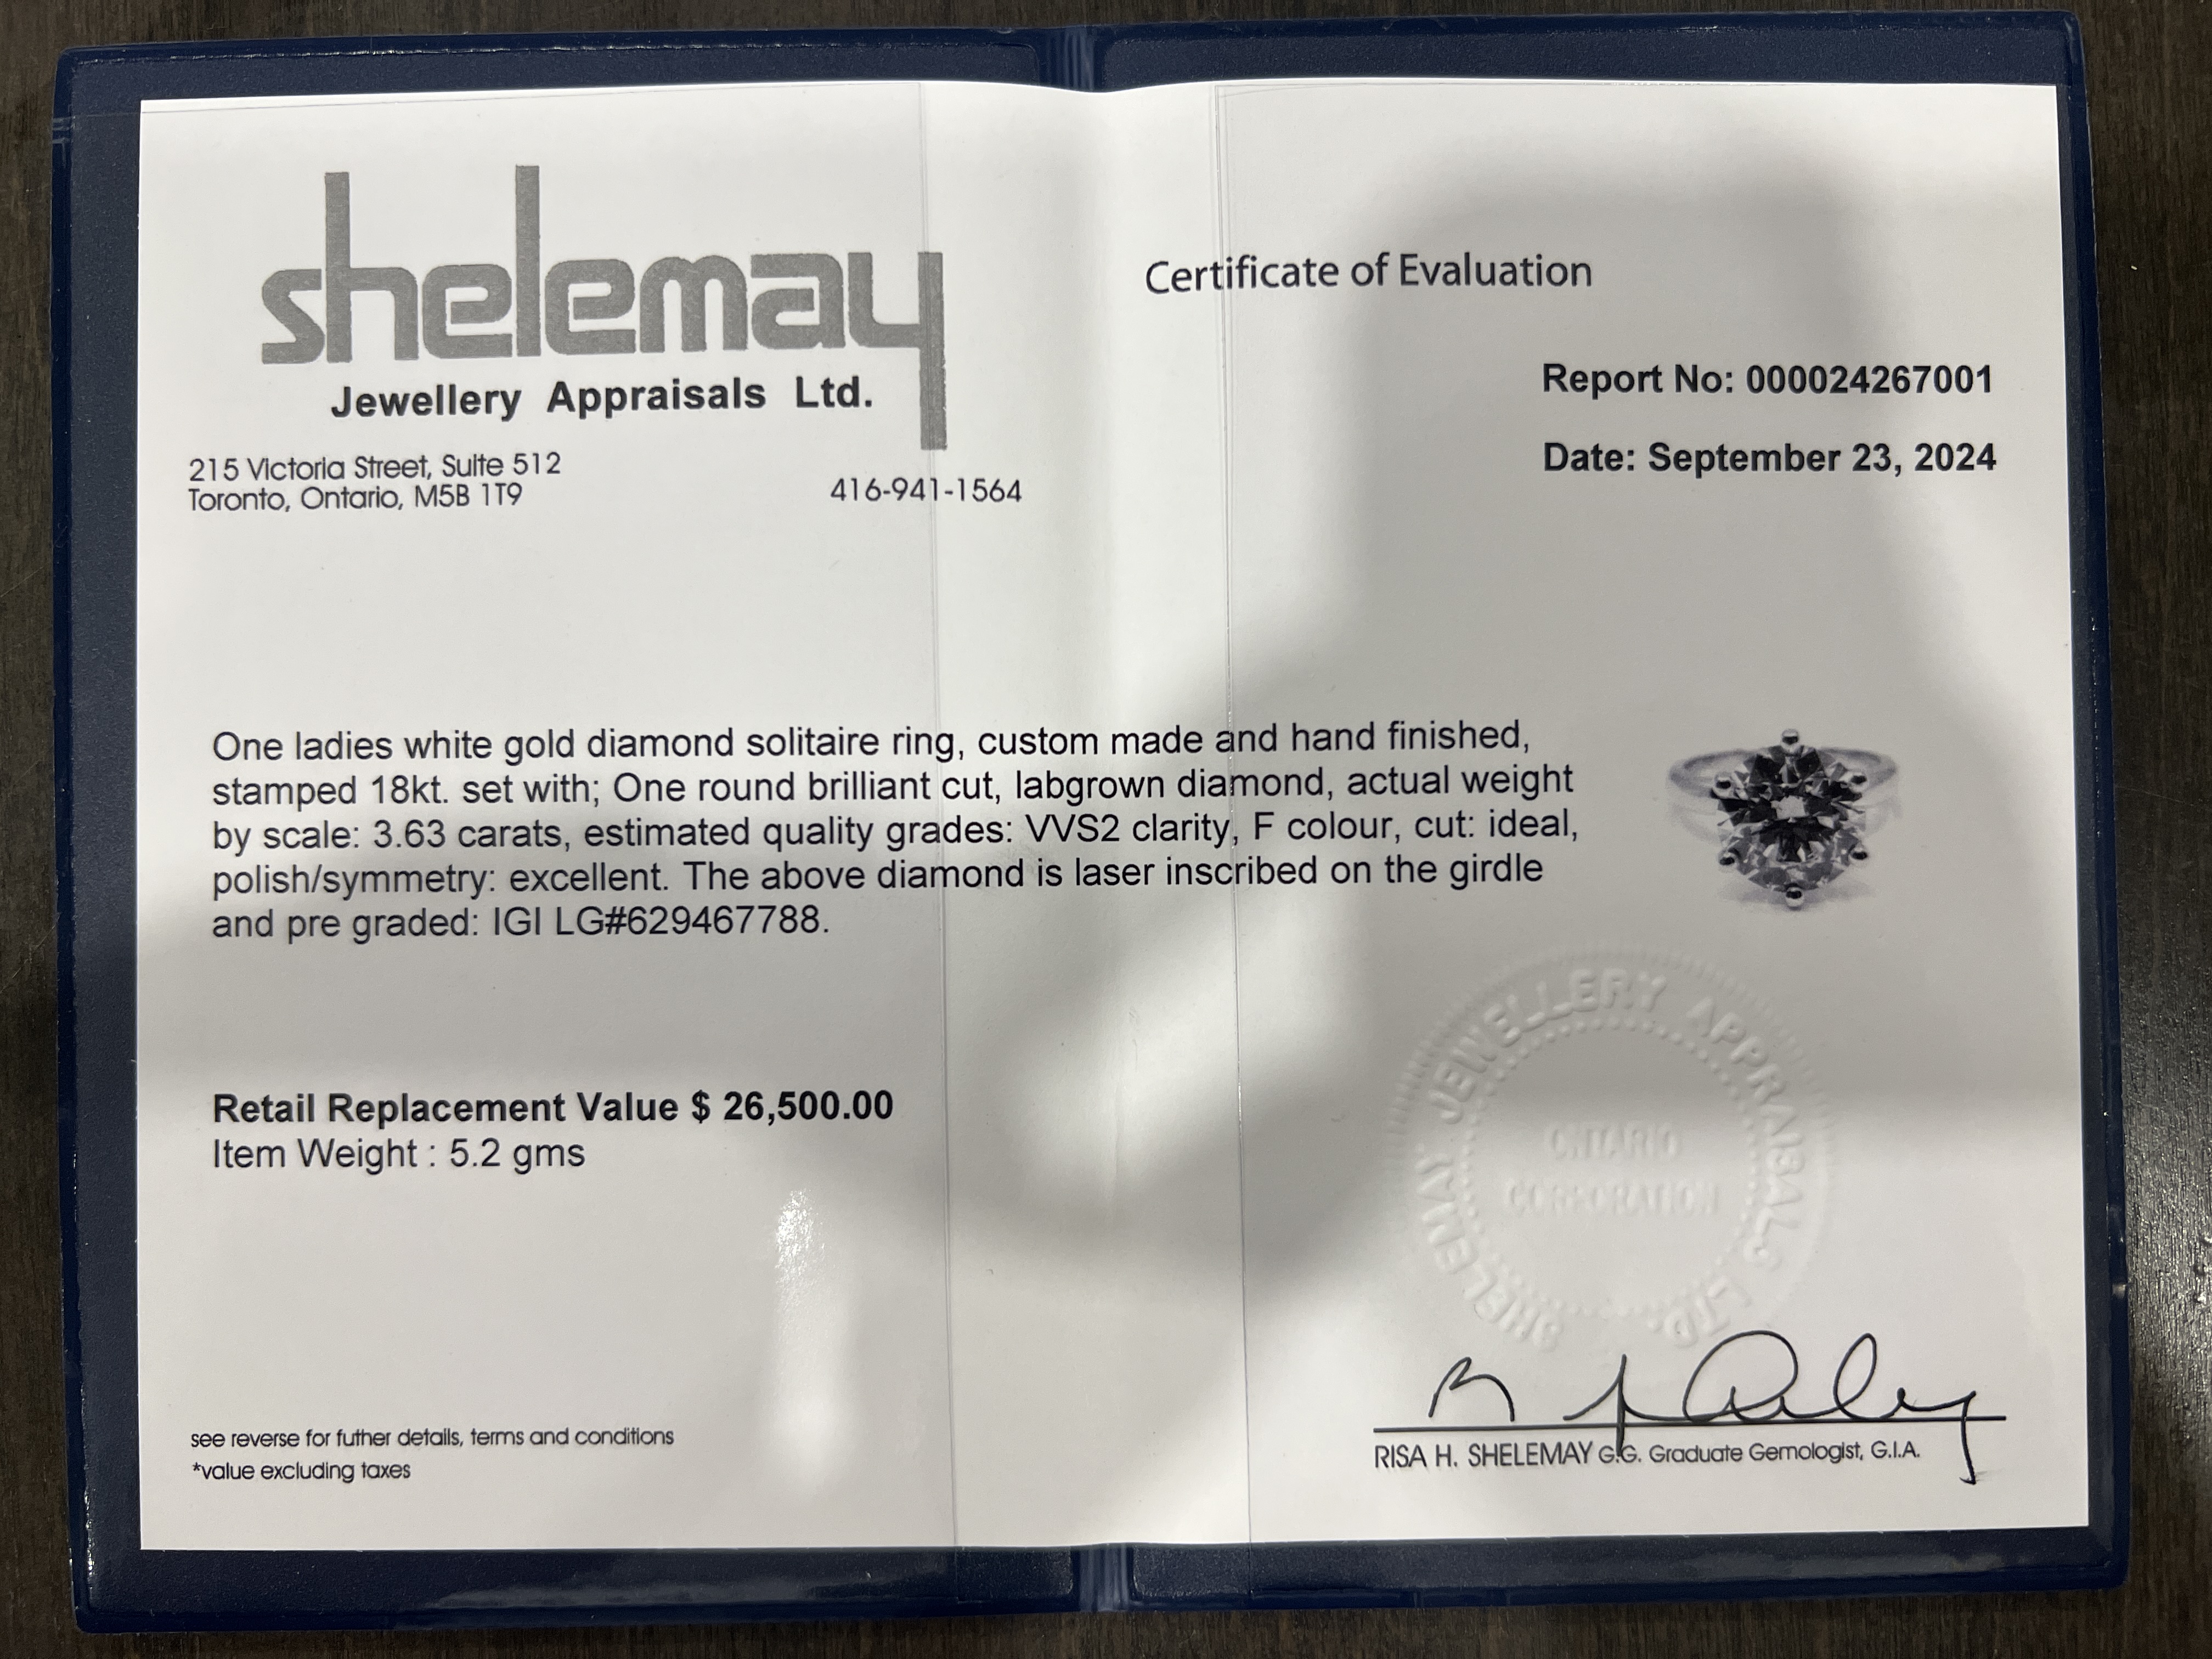 shelemay
Jewellery Appraisals Ltd.
215 Victoria Street, Suite 512
Toronto, Ontario, M5B 1T9
416-941-1564
Certificate of Evaluation
Report No: 000024267001
Date: September 23, 2024
One ladies white gold diamond solitaire ring, custom made and hand finished,
stamped 18kt. set with; One round brilliant cut, labgrown diamond, actual weight
by scale: 3.63 carats, estimated quality grades: VVS2 clarity, F colour, cut: ideal,
polish/symmetry: excellent. The above diamond is laser inscribed on the girdle
and pre graded: IGI LG#629467788.
Retail Replacement Value $ 26,500.00
Item Weight : 5.2 gms
SHELEMAY JEWELLERY APPRAISALS LTD.
ONTARIO
CORPORATION
see reverse for futher details, terms and conditions
*value excluding taxes
RISA H. SHELEMAY G.G. Graduate Gemologist, G.I.A.